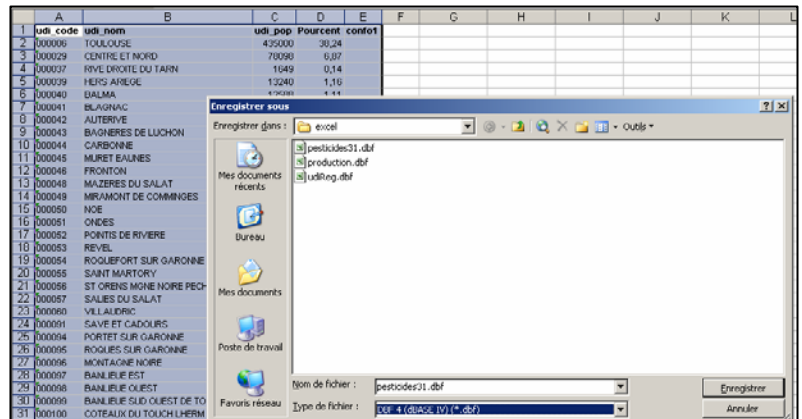 A B C D E F G H I J K L
1 udi_code udi_nom udi_pop Pourcent confo1
2 000006 TOULOUSE 435000 38,24
3 000029 CENTRE ET NORD 78098 6,87
4 000037 RIVE DROITE DU TARN 1649 0,14
5 000039 HERS ARIEGE 13240 1,16
6 000040 BALMA
7 000041 BLAGNAC
8 000042 AUTERIVE
9 000043 BAGNERES DE LUCHON
10 000044 CARBONNE
11 000045 MURET EAUNES
12 000046 FRONTON
13 000048 MAZERES DU SALAT
14 000049 MIRAMONT DE COMMINGES
15 000050 NOE
16 000051 ONDES
17 000052 POINTIS DE RIVIERE
18 000053 REVEL
19 000054 ROQUEFORT SUR GARONNE
20 000055 SAINT MARTORY
21 000056 ST ORENS MGNE NOIRE PECH
22 000057 SALIES DU SALAT
23 000060 VILLAUDRIC
24 000091 SAVE ET CADOURS
25 000094 PORTET SUR GARONNE
26 000095 ROQUES SUR GARONNE
27 000096 MONTAGNE NOIRE
28 000097 BANLIEUE EST
29 000098 BANLIEUE OUEST
30 000099 BANLIEUE SUD OUEST DE TO
31 000100 COTEAUX DU TOUCH LHERM
Enregistrer sous
Enregistrer dans : excel Outils
pesticides31.dbf
production.dbf
udiReg.dbf
Mes documents
récents
Bureau
Mes documents
Poste de travail
Favoris réseau
Nom de fichier : pesticides31.dbf Enregistrer
Type de fichier : DBF 4 (dBASE IV) (*.dbf) Annuler